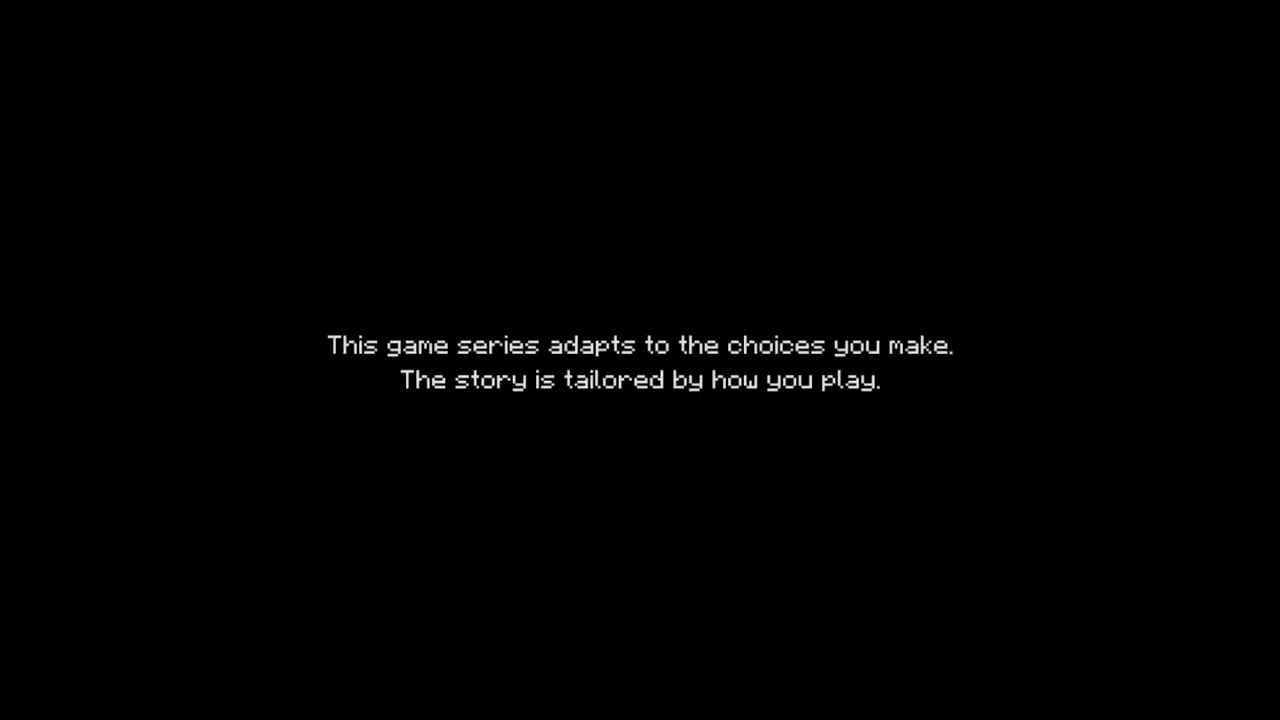 This game series adapts to the choices you make.
The story is tailored by how you play.